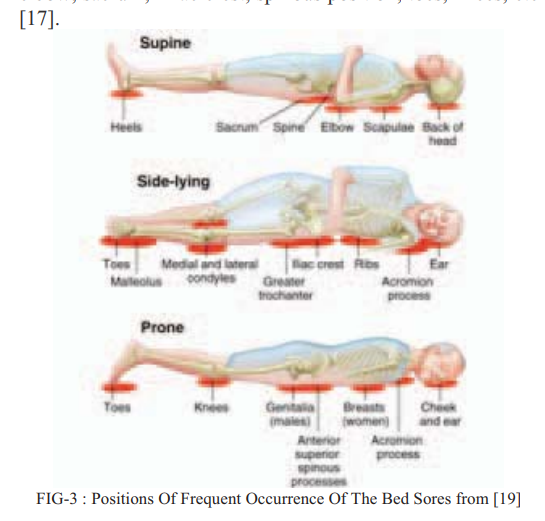 [17].
Supine
Heels Sacrum Spine Elbow Scapulae Back of
head
Side-lying
Toes Medial and lateral Iliac crest Ribs Ear
Malleolus condyles Greater Acromion
trochanter process
Prone
Toes Knees Genitalia Breasts Cheek
(males) (women) and ear
Anterior Acromion
superior process
spinous
processes
FIG-3 : Positions Of Frequent Occurrence Of The Bed Sores from [19]